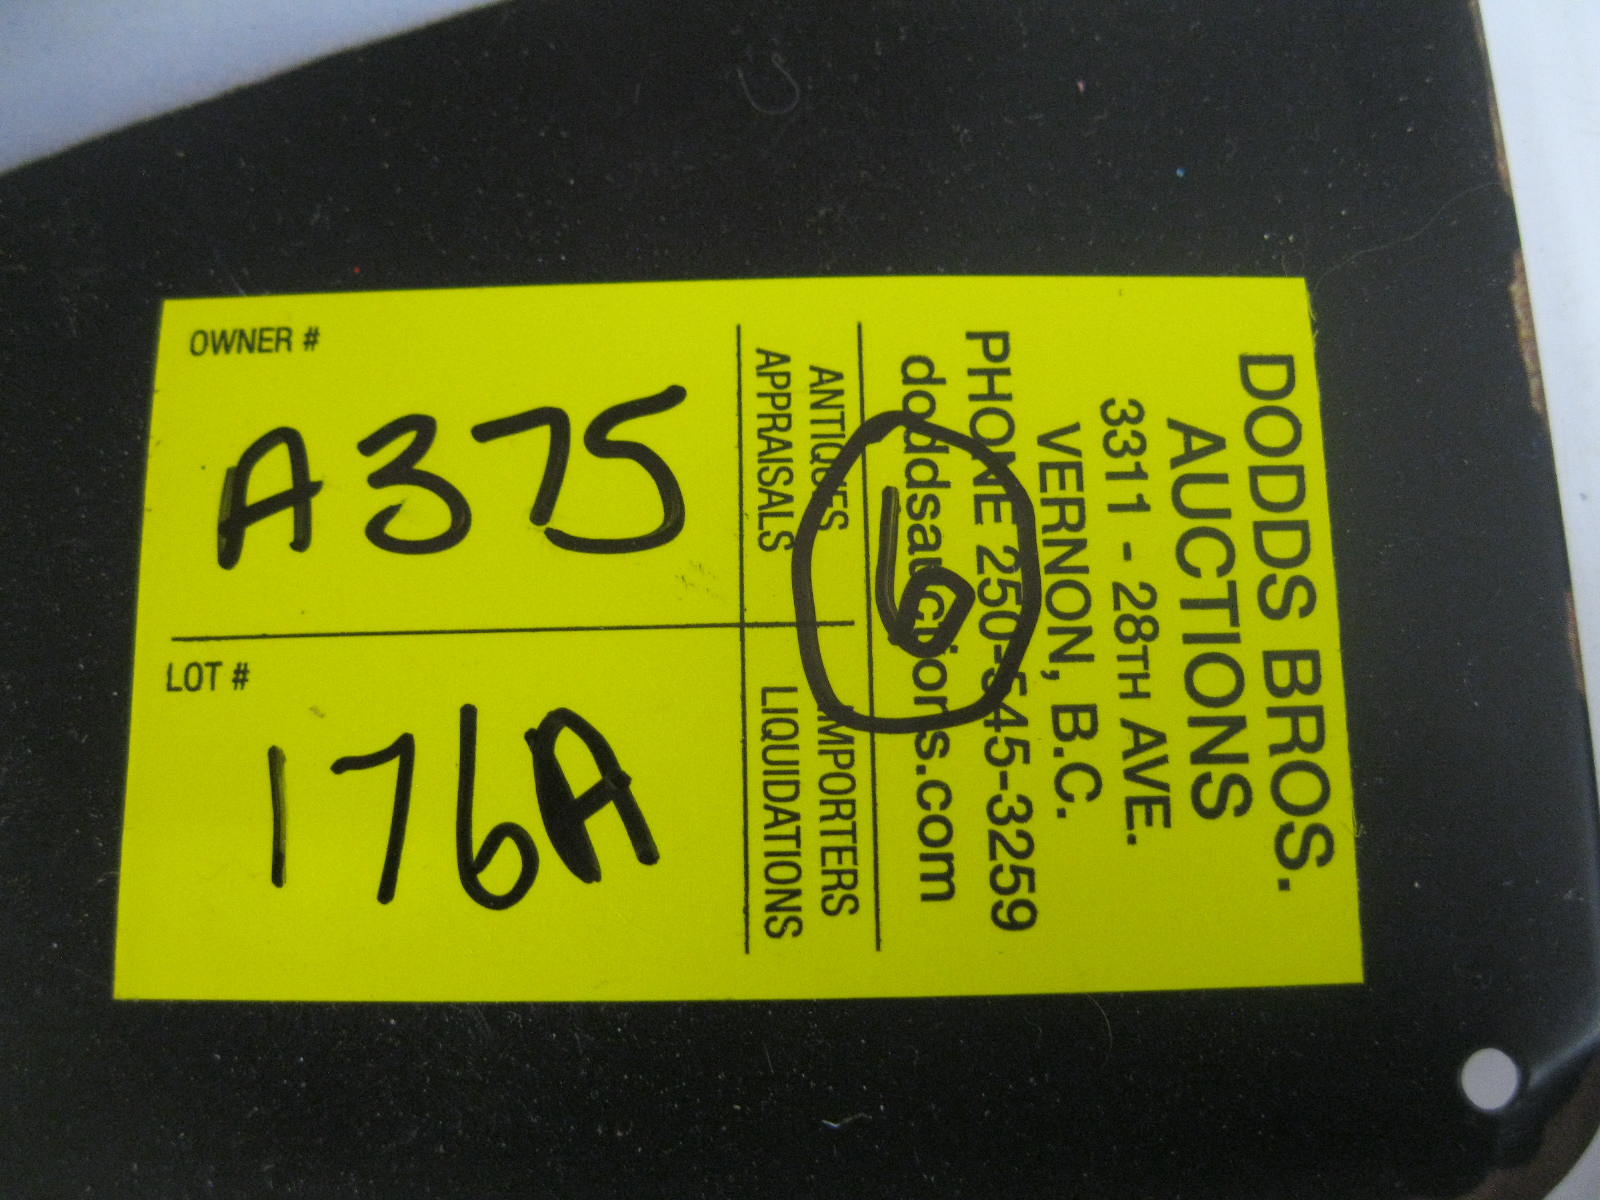 OWNER #
A375
LOT #
176A
DODDS BROS.
AUCTIONS
3311 - 28TH AVE.
VERNON, B.C.
PHONE 250-545-3259
doddsauctions.com
ANTIQUES IMPORTERS
APPRAISALS LIQUIDATIONS
6